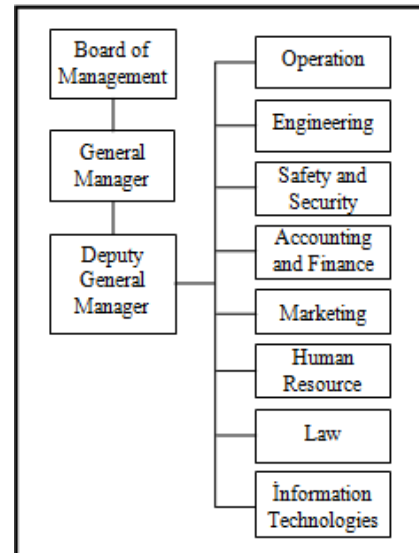 Board of
Management
General
Manager
Deputy
General
Manager
Operation
Engineering
Safety and
Security
Accounting
and Finance
Marketing
Human
Resource
Law
İnformation
Technologies